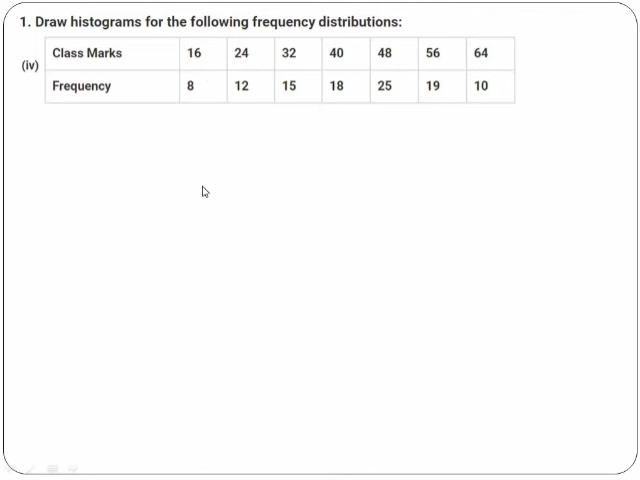 1. Draw histograms for the following frequency distributions:
(iv)
Class Marks 16 24 32 40 48 56 64
Frequency 8 12 15 18 25 19 10